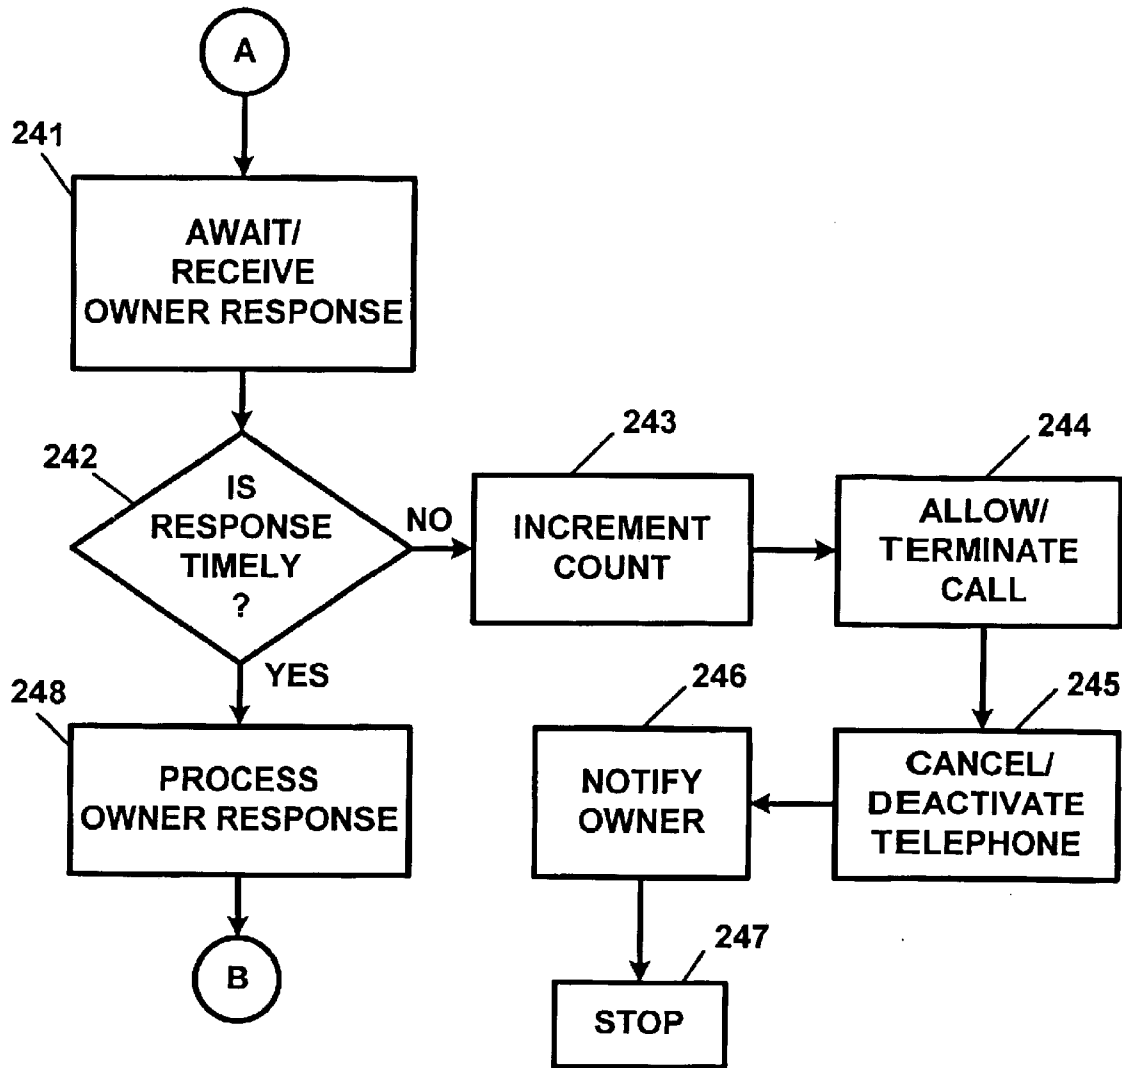 A
241
AWAIT/
RECEIVE
OWNER RESPONSE
242
IS
RESPONSE
TIMELY
?
NO
YES
243
INCREMENT
COUNT
244
ALLOW/
TERMINATE
CALL
245
CANCEL/
DEACTIVATE
TELEPHONE
246
NOTIFY
OWNER
247
STOP
248
PROCESS
OWNER RESPONSE
B